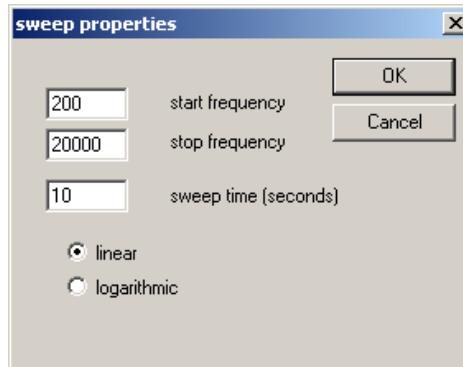 sweep properties
OK
200 start frequency
Cancel
20000 stop frequency
10 sweep time (seconds)
linear
logarithmic